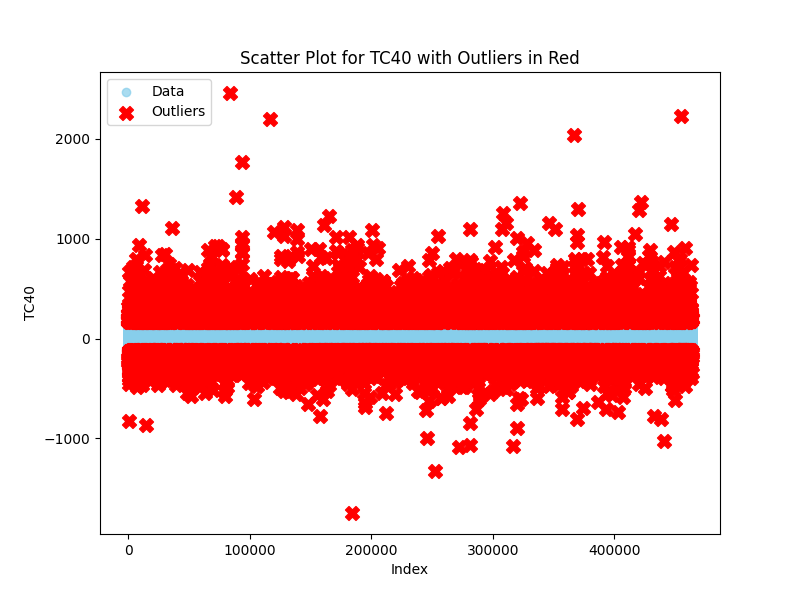 Scatter Plot for TC40 with Outliers in Red
Data
Outliers
2000
1000
0
−1000
TC40
0
100000
200000
300000
400000
Index